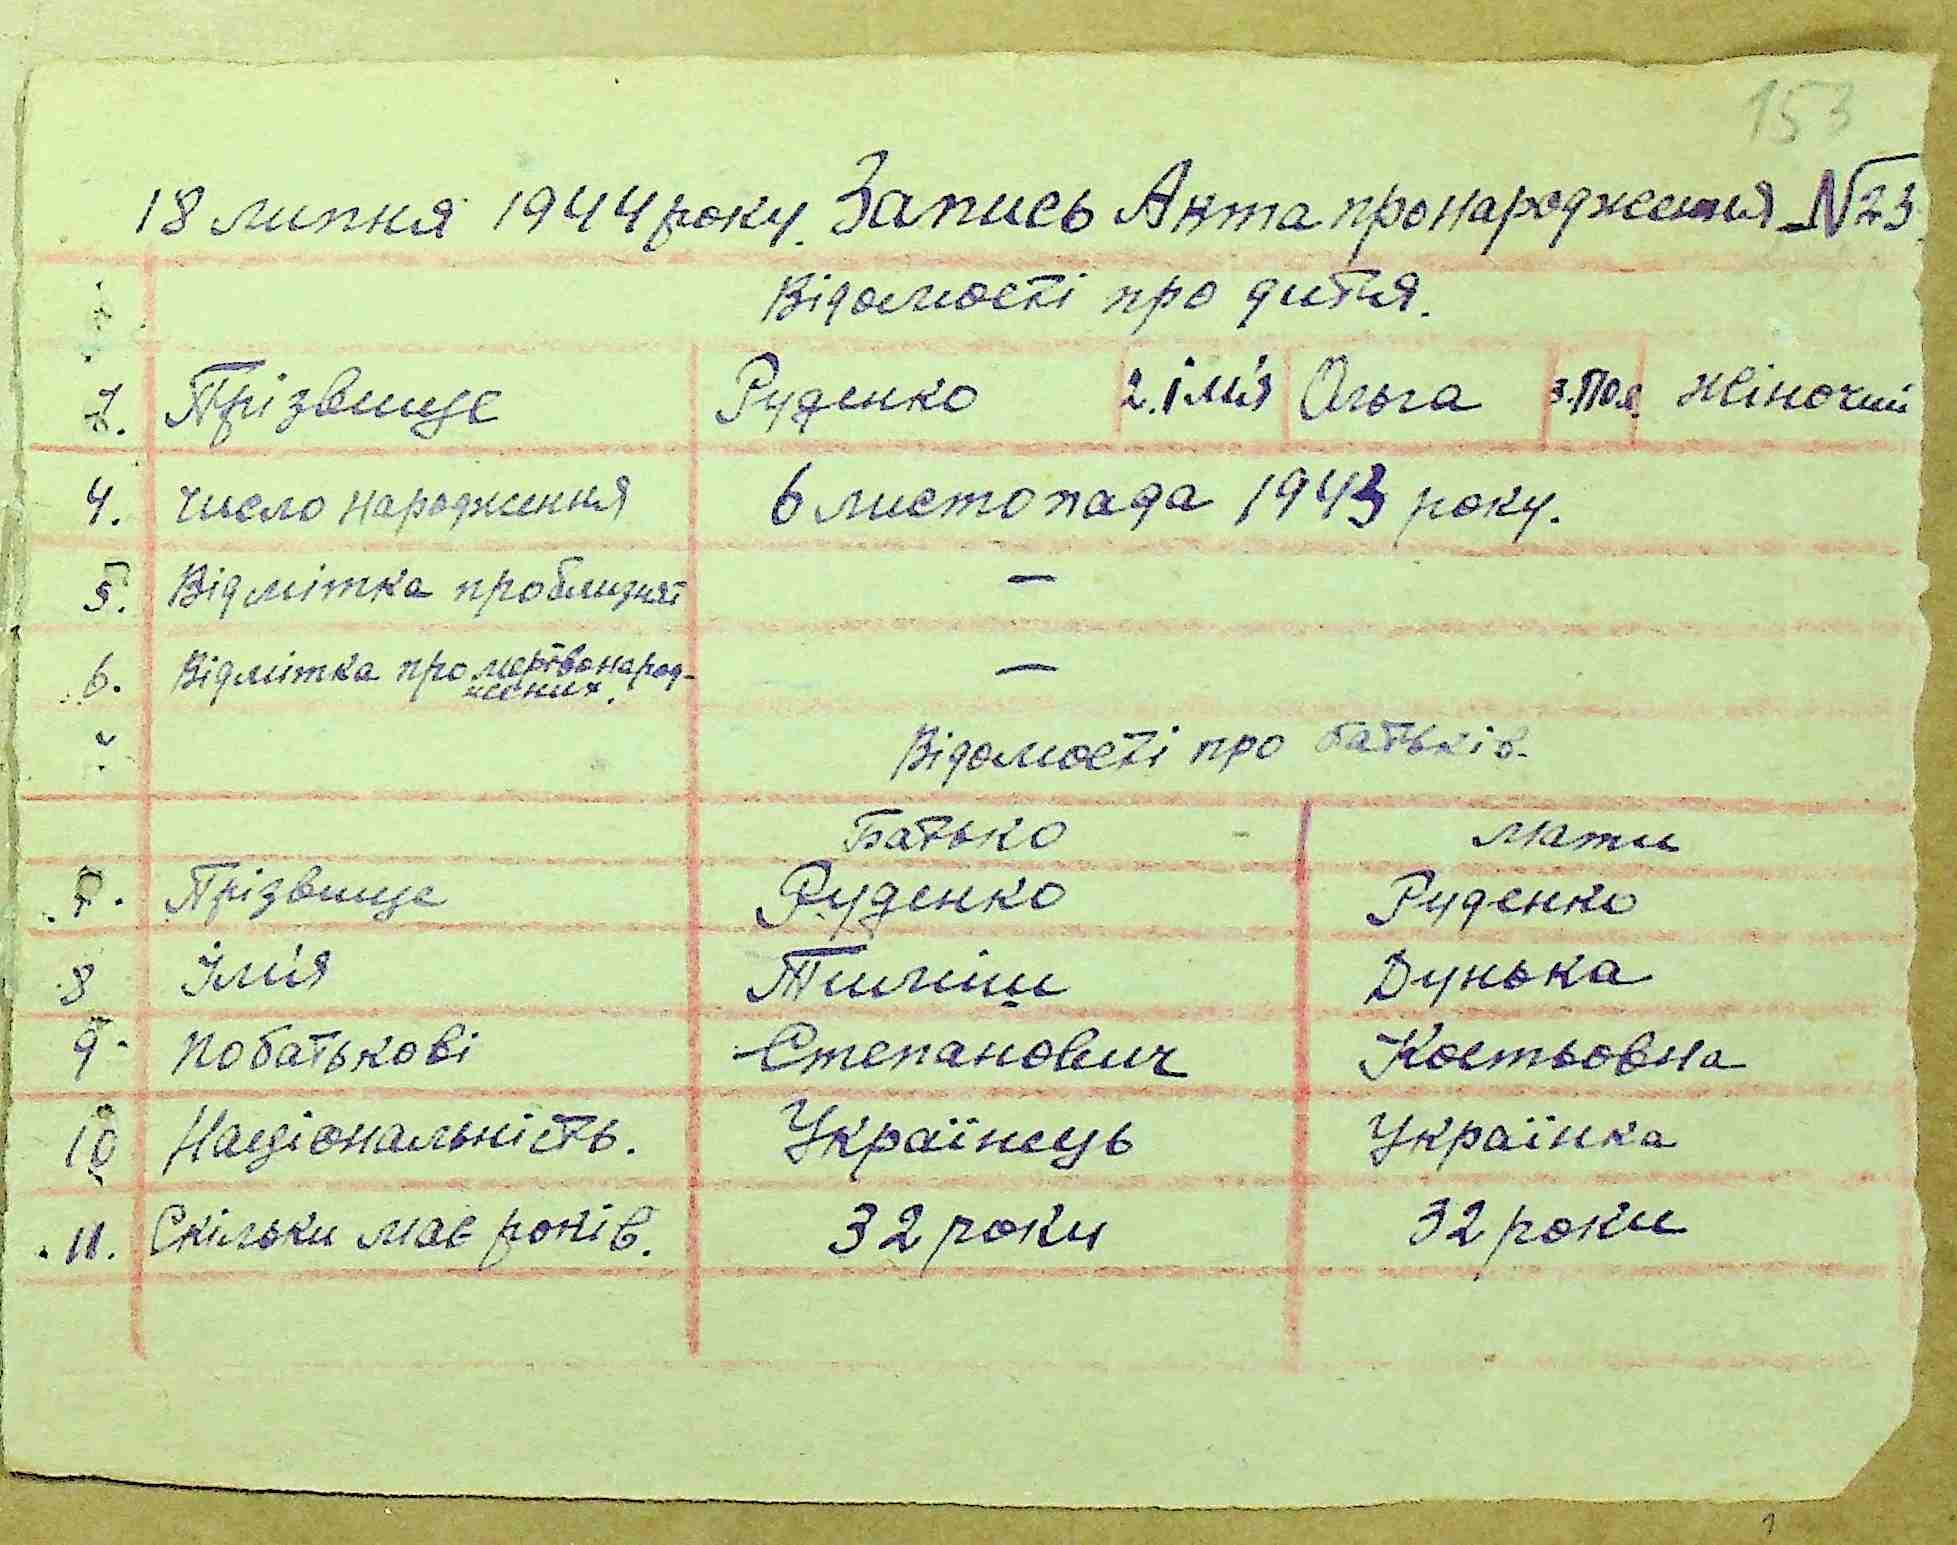 153
18 липня 1944 року. Запись Акта про народження №23.
Відомості про дитя.
1. Прізвище Руденко 2. Імя Ольга 3. Пол. жіночий
4. число народження 6 листопада 1943 року.
5. Відмітка про близнят —
6. Відмітка про мертвонарод-
жених. —
Відомості про батьків.
Батько мати
7. Прізвище Руденко Руденко
8 Ім'я Дунька
9. Побатькові Степанович Костьовна
10 Національність. Українець Українка
11. Скільки має років. 32 роки 32 роки